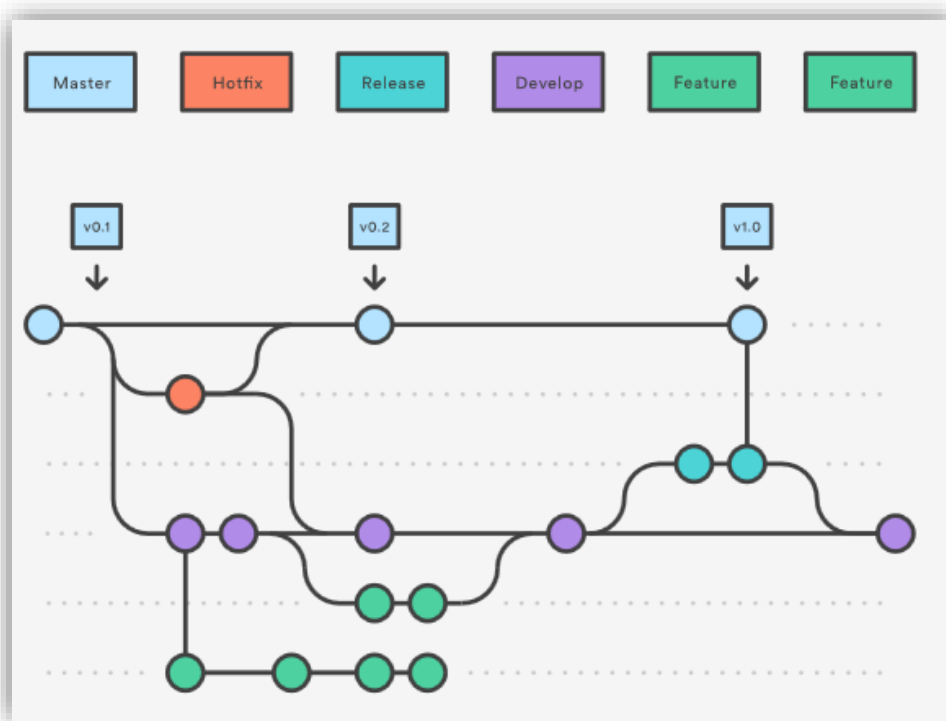 Master
Hotfix
Release
Develop
Feature
Feature
v0.1
v0.2
v1.0